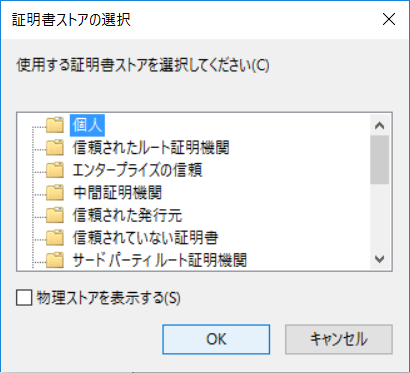 証明書ストアの選択
使用する証明書ストアを選択してください(C)
個人
信頼されたルート証明機関
エンタープライズの信頼
中間証明機関
信頼された発行元
信頼されていない証明書
サード パーティ ルート証明機関
物理ストアを表示する(S)
OK
キャンセル